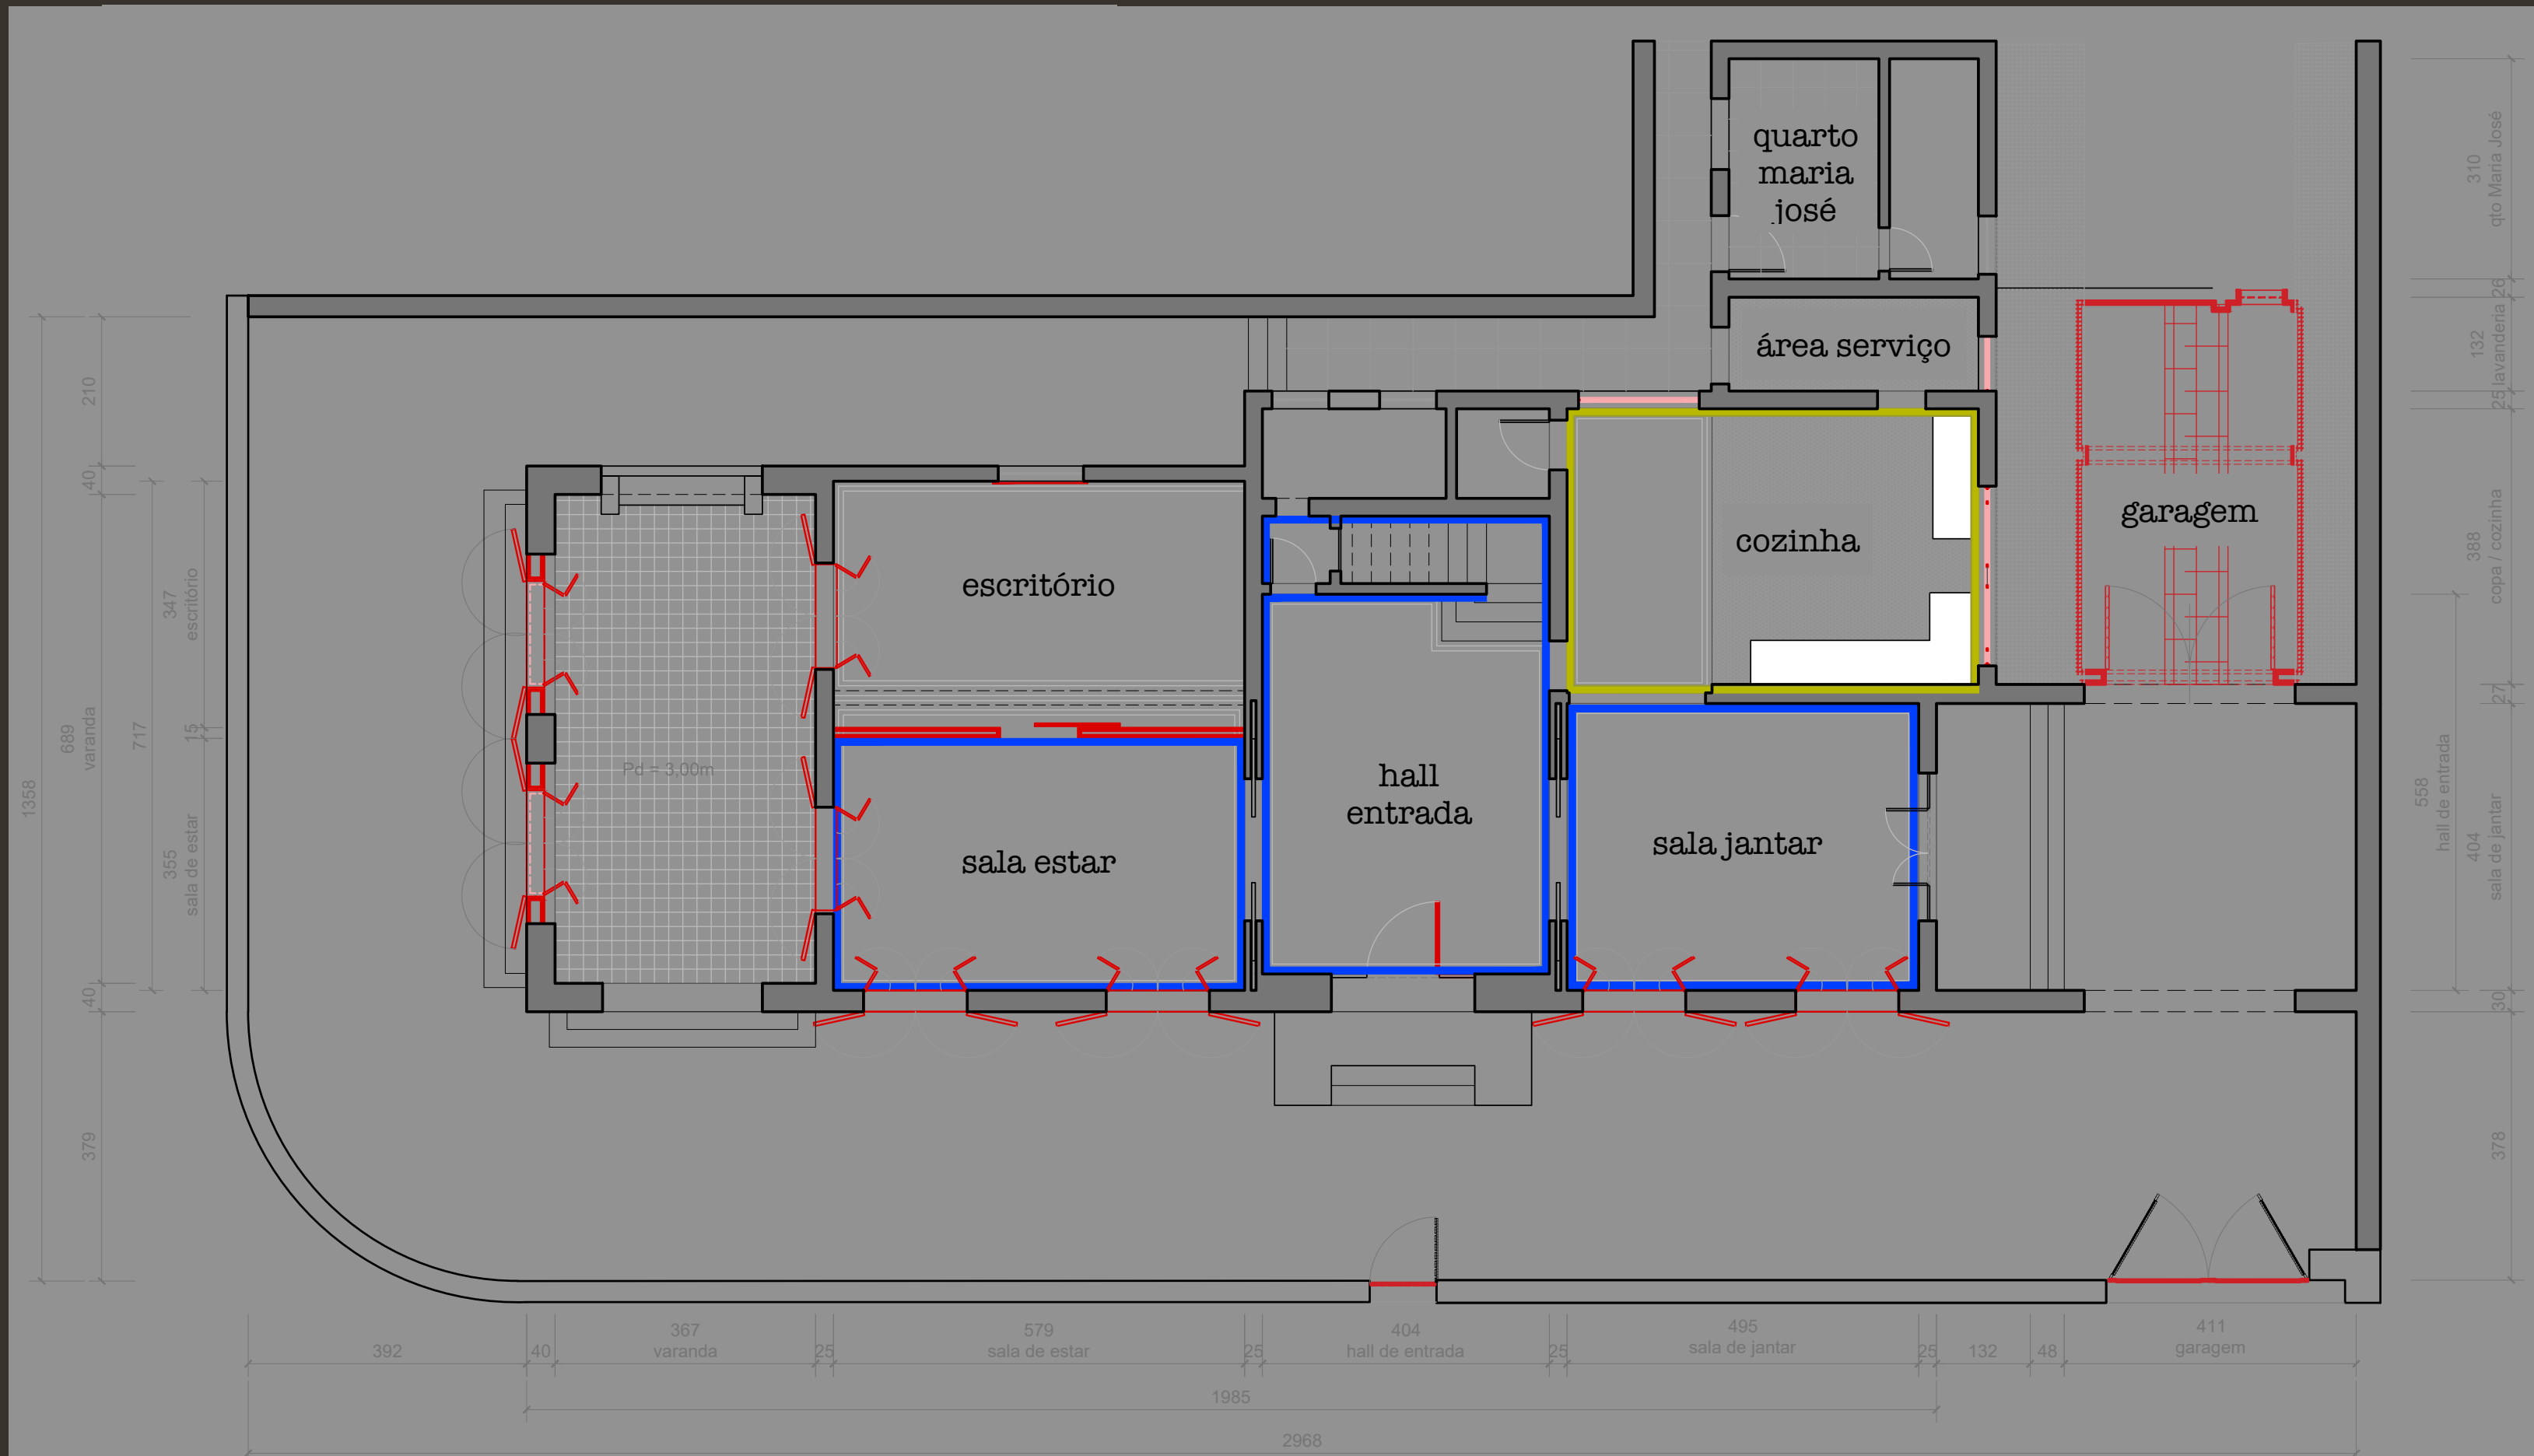 quarto
maria
josé
área serviço
garagem
cozinha
escritório
hall
entrada
sala jantar
sala estar
Pd = 3,00m
1358
210
40
689
varanda
40
379
717
347
escritório
15
355
sala de estar
310
qto Maria José
26
132
lavanderia
25
388
copa / cozinha
27
558
hall de entrada
404
sala de jantar
30
378
392
40
367
varanda
25
579
sala de estar
25
404
hall de entrada
25
495
sala de jantar
25
132
48
411
garagem
1985
2968